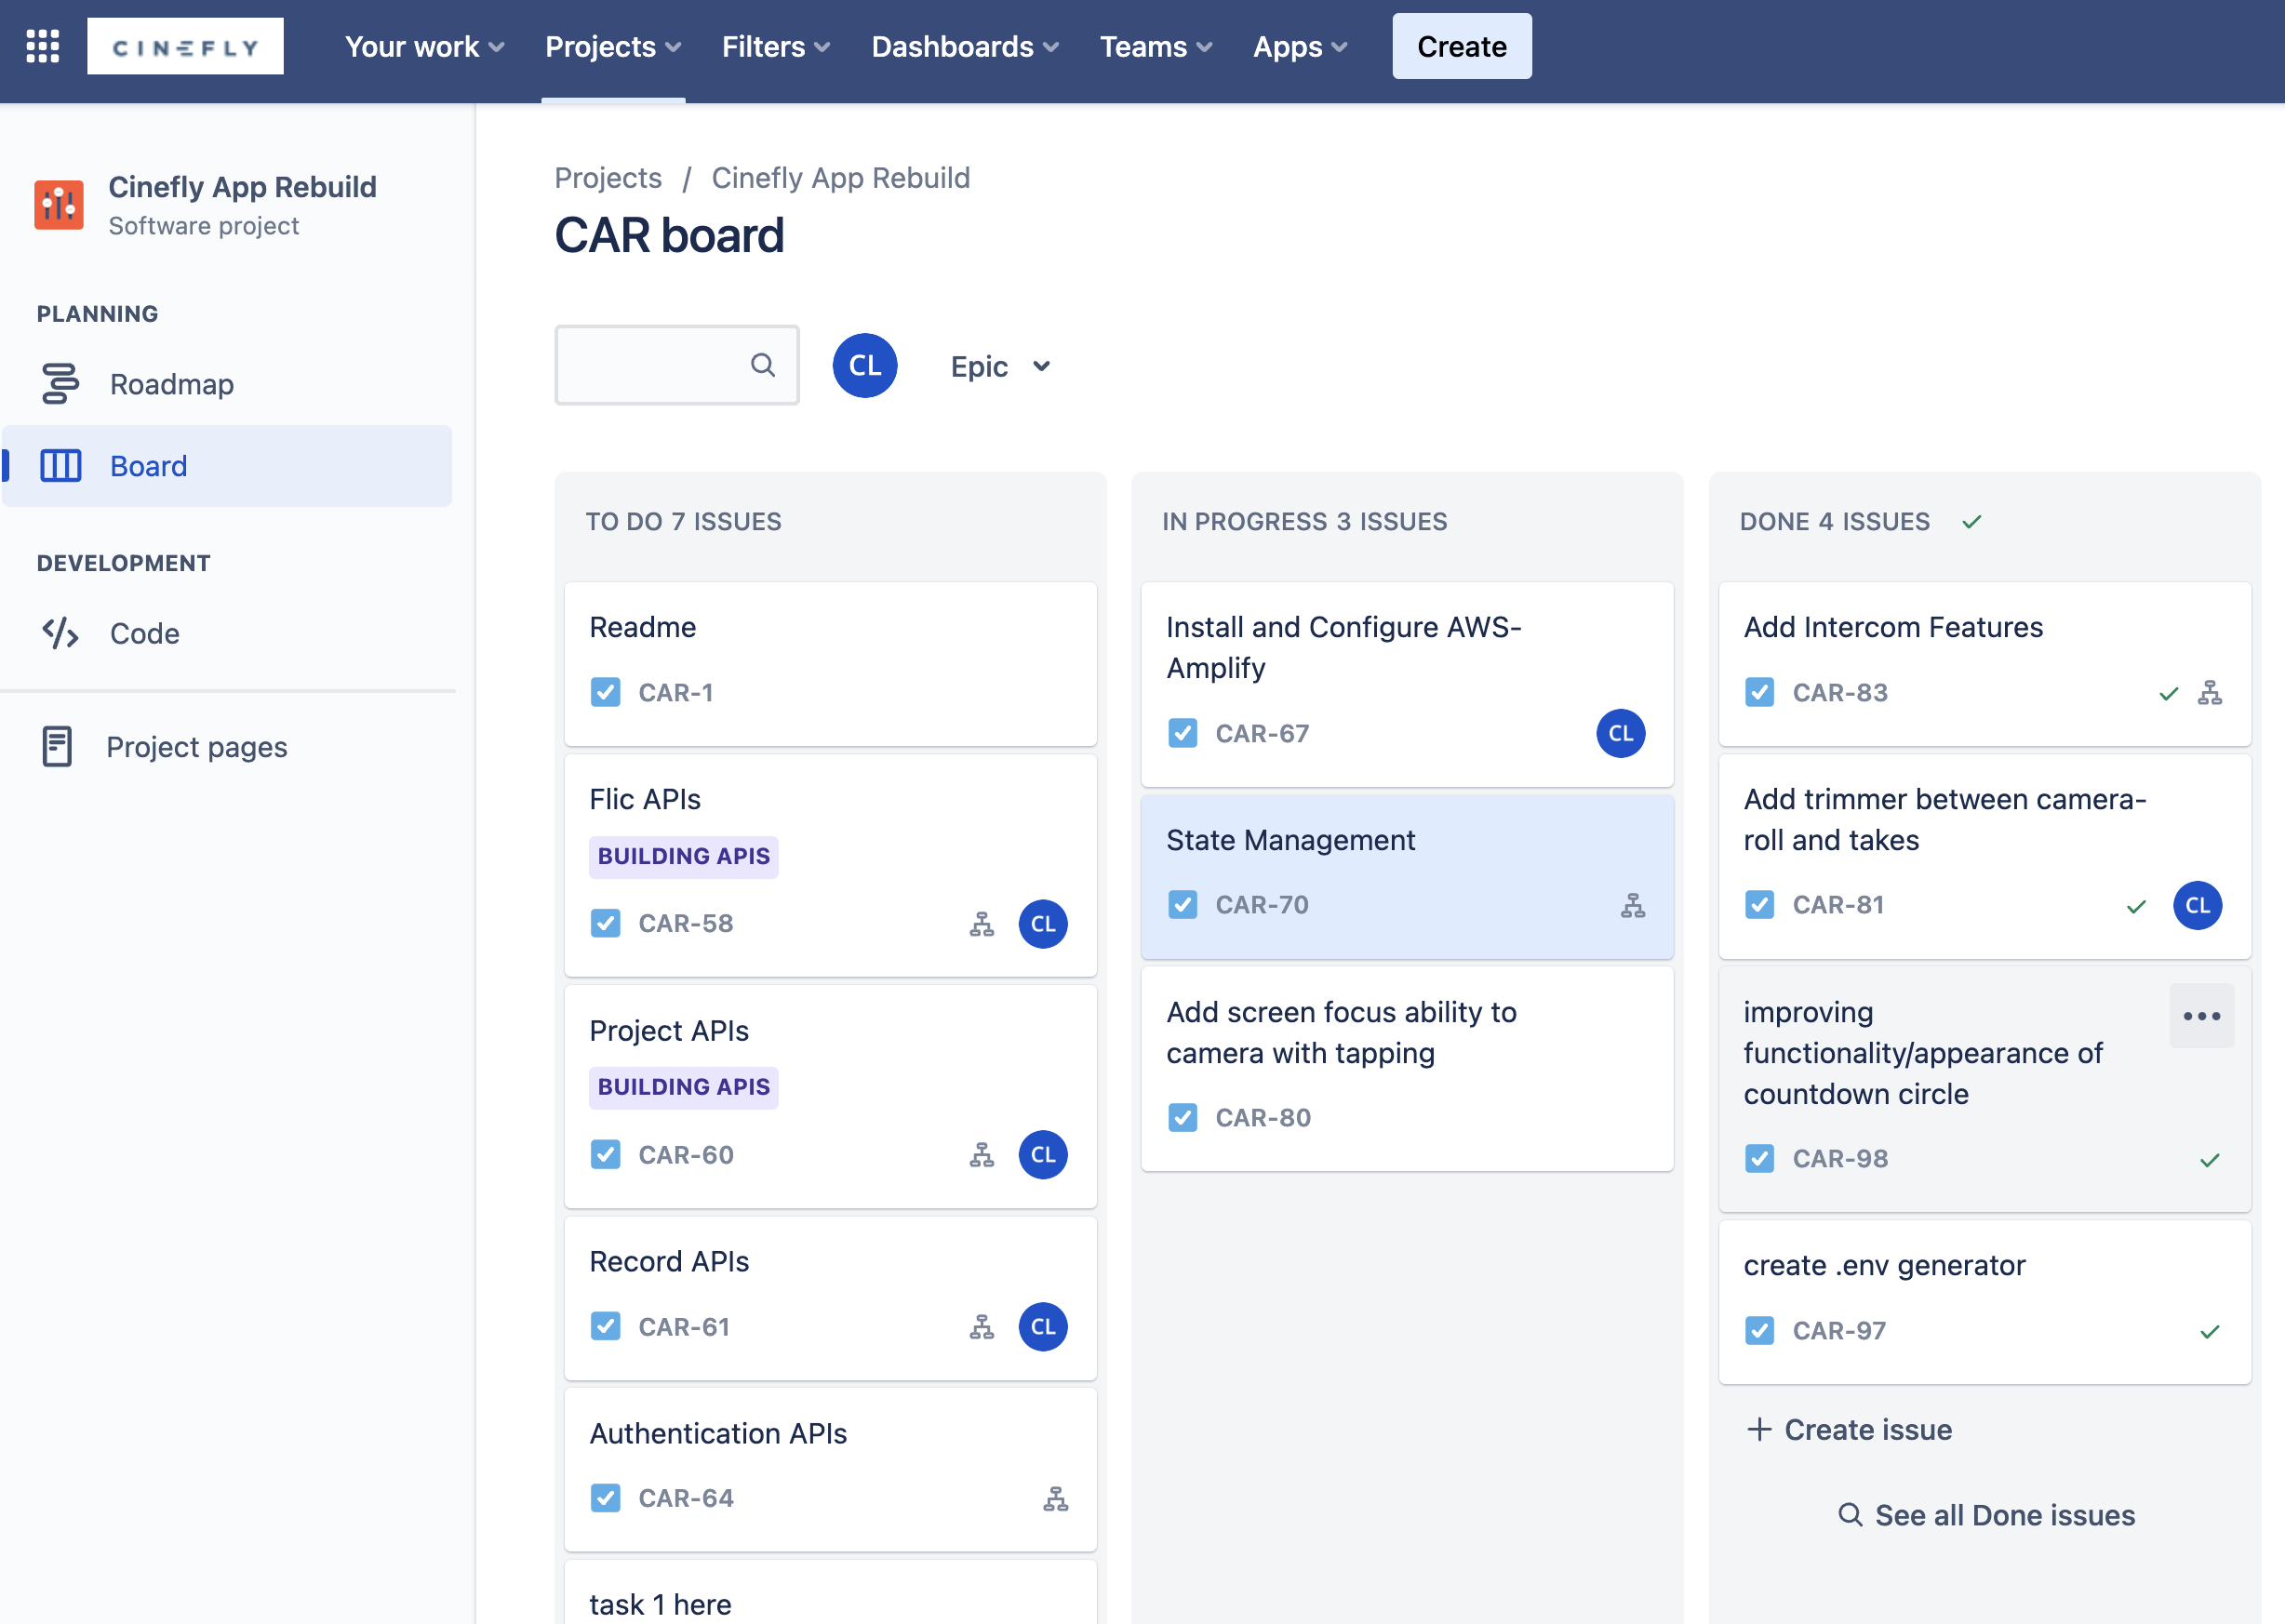 CINEFLY
Your work
Projects
Filters
Dashboards
Teams
Apps
Create
Cinefly App Rebuild
Software project
PLANNING
Roadmap
Board
DEVELOPMENT
Code
Project pages
Projects / Cinefly App Rebuild
CAR board
CL
Epic
TO DO 7 ISSUES
Readme
CAR-1
Flic APIs
BUILDING APIS
CAR-58
CL
Project APIs
BUILDING APIS
CAR-60
CL
Record APIs
CAR-61
CL
Authentication APIs
CAR-64
task 1 here
IN PROGRESS 3 ISSUES
Install and Configure AWS-
Amplify
CAR-67
CL
State Management
CAR-70
Add screen focus ability to
camera with tapping
CAR-80
DONE 4 ISSUES
Add Intercom Features
CAR-83
Add trimmer between camera-
roll and takes
CAR-81
CL
improving
functionality/appearance of
countdown circle
CAR-98
create .env generator
CAR-97
+ Create issue
See all Done issues